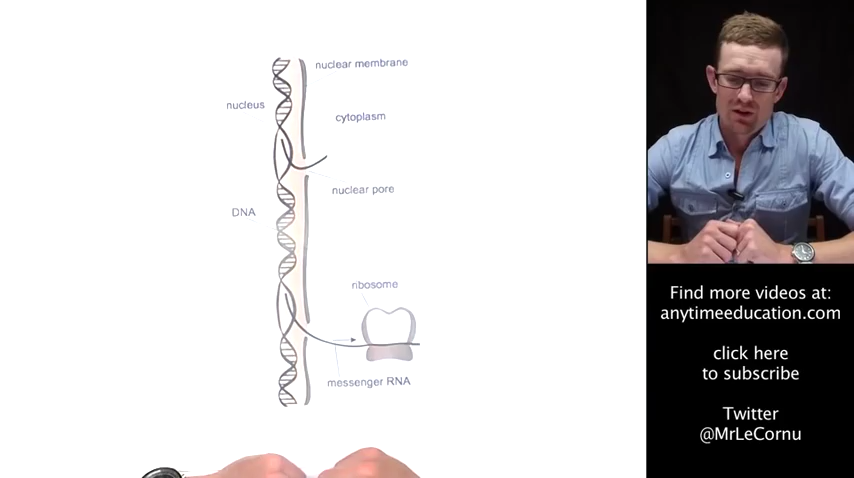 nuclear membrane
nucleus
cytoplasm
nuclear pore
DNA
ribosome
messenger RNA
Find more videos at:
anytimeeducation.com
click here
to subscribe
Twitter
@MrLeCornu